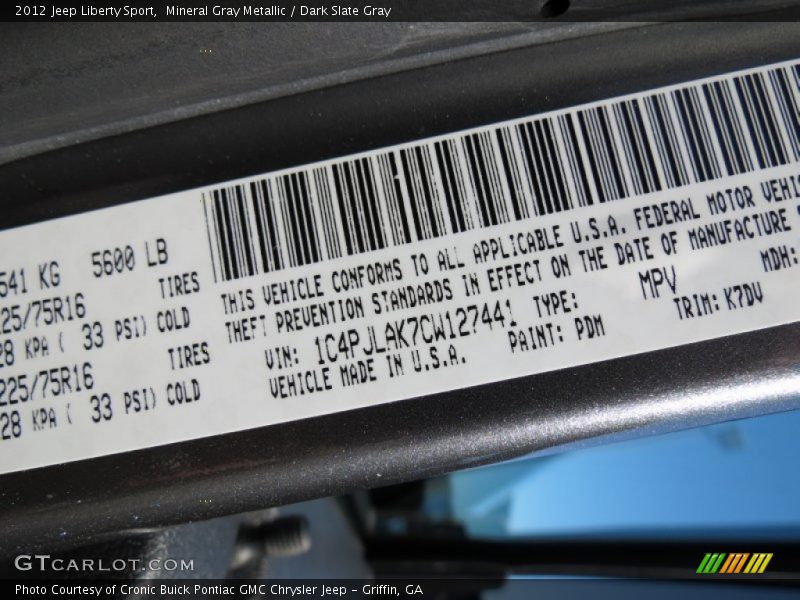 2012 Jeep Liberty Sport,  Mineral Gray Metallic / Dark Slate Gray
541 KG 5600 LB
225/75R16 TIRES
28 KPA ( 33 PSI) COLD
225/75R16 TIRES
28 KPA ( 33 PSI) COLD
THIS VEHICLE CONFORMS TO ALL APPLICABLE U.S.A. FEDERAL MOTOR VEHI
THEFT PREVENTION STANDARDS IN EFFECT ON THE DATE OF MANUFACTURE
VIN: 1C4PJLAK7CW127441 TYPE: MPV MDH:
VEHICLE MADE IN U.S.A. PAINT: PDM TRIM: K7DV
GTCARLOT.COM
Photo Courtesy of Cronic Buick Pontiac GMC Chrysler Jeep – Griffin, GA